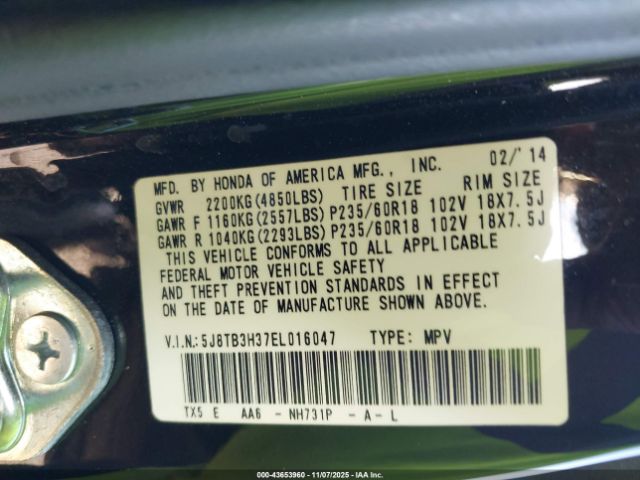 MFD. BY HONDA OF AMERICA MFG., INC. 02/'14
GVWR 2200KG(4850LBS) TIRE SIZE RIM SIZE
GAWR F 1160KG(2557LBS) P235/60R18 102V 18X7.5J
GAWR R 1040KG(2293LBS) P235/60R18 102V 18X7.5J
THIS VEHICLE CONFORMS TO ALL APPLICABLE
FEDERAL MOTOR VEHICLE SAFETY
AND THEFT PREVENTION STANDARDS IN EFFECT
ON THE DATE OF MANUFACTURE SHOWN ABOVE.
V.I.N.: 5J8TB3H37EL016047 TYPE: MPV
TX5 E AA6 - NH731P - A - L
000-43653960 - 11/07/2025 - IAA Inc. ©